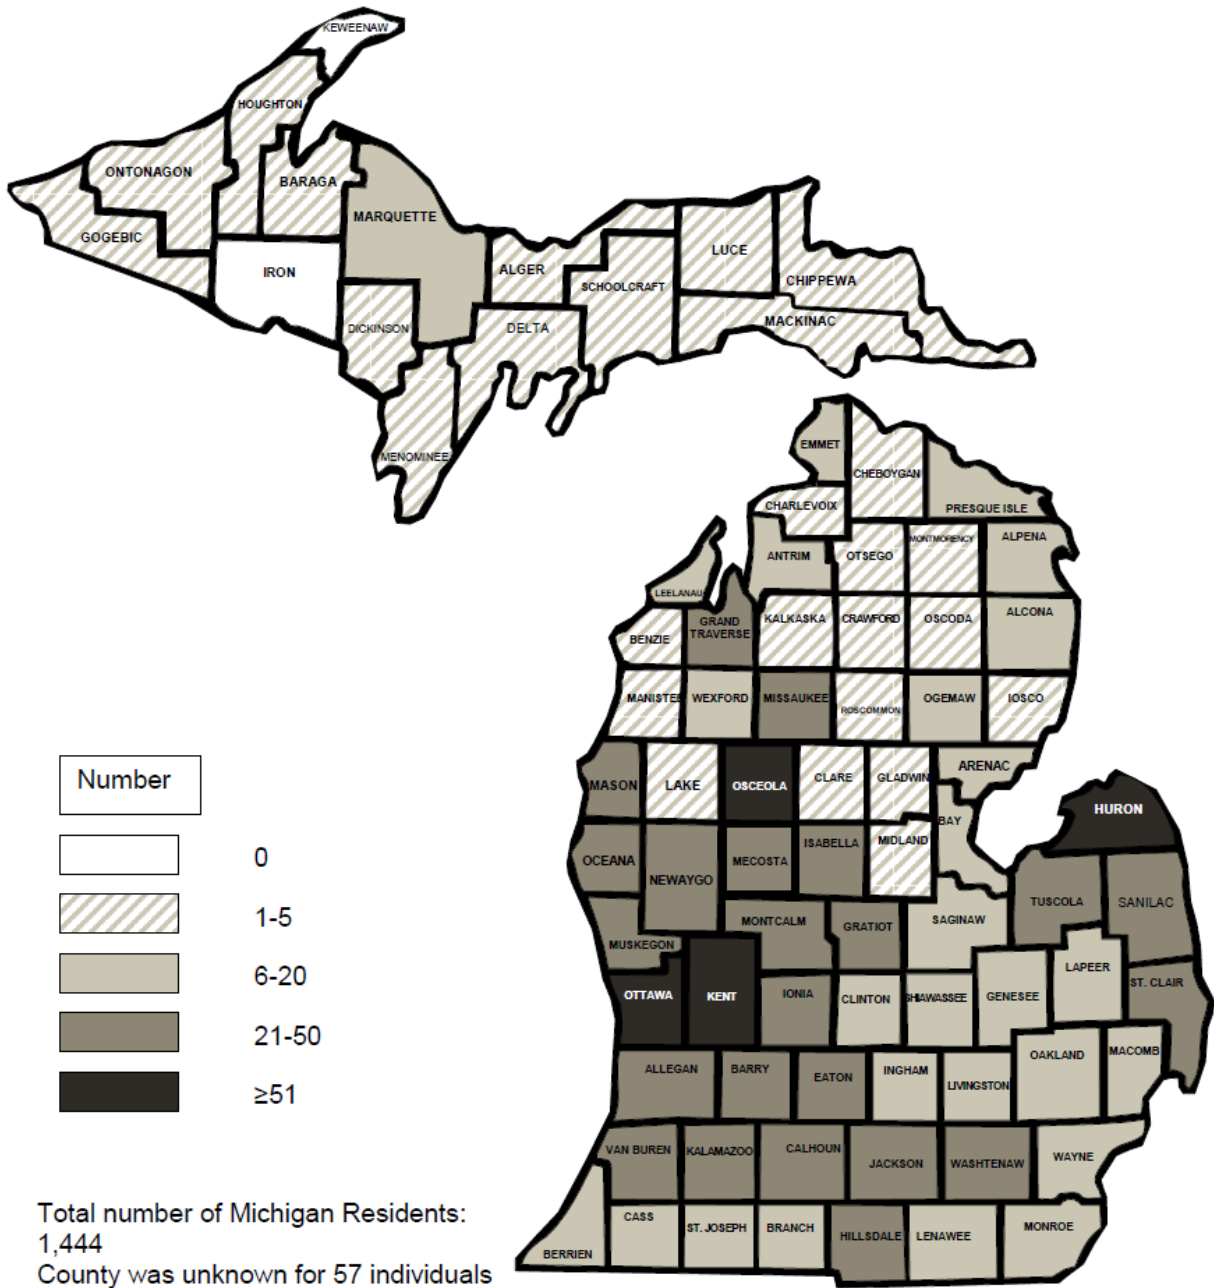 KEWEENAW
HOUGHTON
ONTONAGON
BARAGA
MARQUETTE
GOGEBIC
IRON
ALGER
LUCE
SCHOOLCRAFT
CHIPPEWA
MACKINAC
DICKINSON
DELTA
MENOMINEE
EMMET
CHEBOYGAN
CHARLEVOIX
PRESQUE ISLE
ANTRIM
OTSEGO
MONTMORENCY
ALPENA
LEELANAU
GRAND
TRAVERSE
BENZIE
KALKASKA
CRAWFORD
OSCODA
ALCONA
MANISTEE
WEXFORD
MISSAUKEE
ROSCOMMON
OGEMAW
IOSCO
MASON
LAKE
OSCEOLA
CLARE
GLADWIN
ARENAC
HURON
BAY
OCEANA
NEWAYGO
MECOSTA
ISABELLA
MIDLAND
TUSCOLA
SANILAC
MUSKEGON
MONTCALM
GRATIOT
SAGINAW
LAPEER
ST. CLAIR
OTTAWA
KENT
IONIA
CLINTON
SHIAWASSEE
GENESEE
ALLEGAN
BARRY
EATON
INGHAM
LIVINGSTON
OAKLAND
MACOMB
VAN BUREN
KALAMAZOO
CALHOUN
JACKSON
WASHTENAW
WAYNE
BERRIEN
CASS
ST. JOSEPH
BRANCH
HILLSDALE
LENAWEE
MONROE
Number
0
1-5
6-20
21-50
≥51
Total number of Michigan Residents:
1,444
County was unknown for 57 individuals